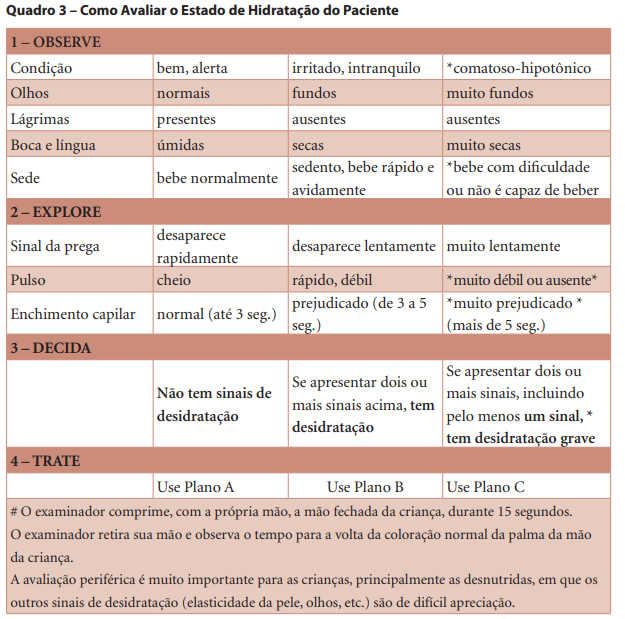 Quadro 3 – Como Avaliar o Estado de Hidratação do Paciente
1 – OBSERVE
Condição bem, alerta irritado, intranquilo *comatoso-hipotônico
Olhos normais fundos muito fundos
Lágrimas presentes ausentes ausentes
Boca e língua úmidas secas muito secas
Sede bebe normalmente
sedento, bebe rápido e
avidamente
*bebe com dificuldade
ou não é capaz de beber
2 – EXPLORE
Sinal da prega
desaparece
rapidamente
desaparece lentamente muito lentamente
Pulso cheio rápido, débil *muito débil ou ausente*
Enchimento capilar normal (até 3 seg.)
prejudicado (de 3 a 5
seg.)
*muito prejudicado *
(mais de 5 seg.)
3 – DECIDA
Não tem sinais de
desidratação
Se apresentar dois ou
mais sinais acima, tem
desidratação
Se apresentar dois ou
mais sinais, incluindo
pelo menos um sinal, *
tem desidratação grave
4 – TRATE
Use Plano A Use Plano B Use Plano C
# O examinador comprime, com a própria mão, a mão fechada da criança, durante 15 segundos.
O examinador retira sua mão e observa o tempo para a volta da coloração normal da palma da mão
da criança.
A avaliação periférica é muito importante para as crianças, principalmente as desnutridas, em que os
outros sinais de desidratação (elasticidade da pele, olhos, etc.) são de difícil apreciação.